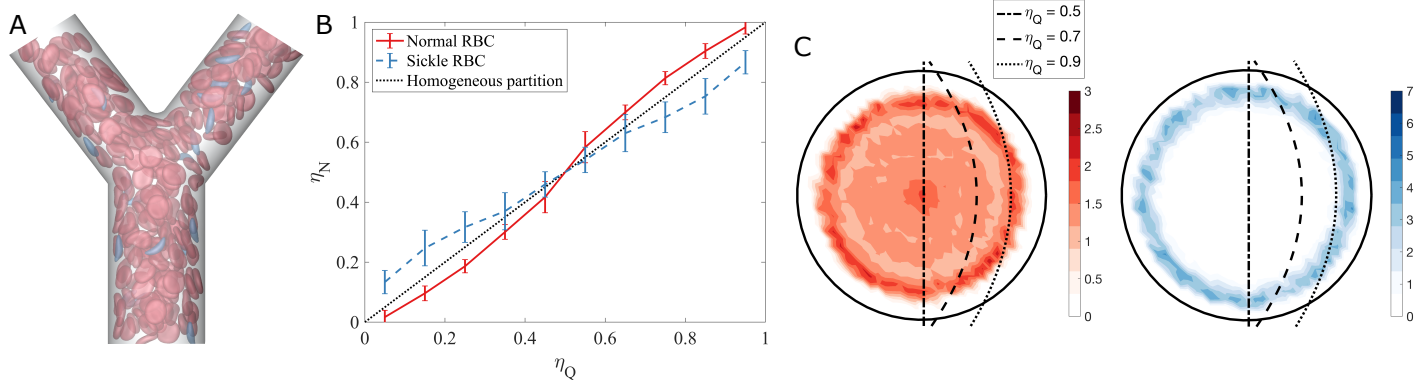 A
B
η_N
1
0.8
0.6
0.4
0.2
0
Normal RBC
Sickle RBC
Homogeneous partition
0
0.2
0.4
0.6
0.8
1
η_Q
C
η_Q = 0.5
η_Q = 0.7
η_Q = 0.9
3
2.5
2
1.5
1
0.5
0
7
6
5
4
3
2
1
0